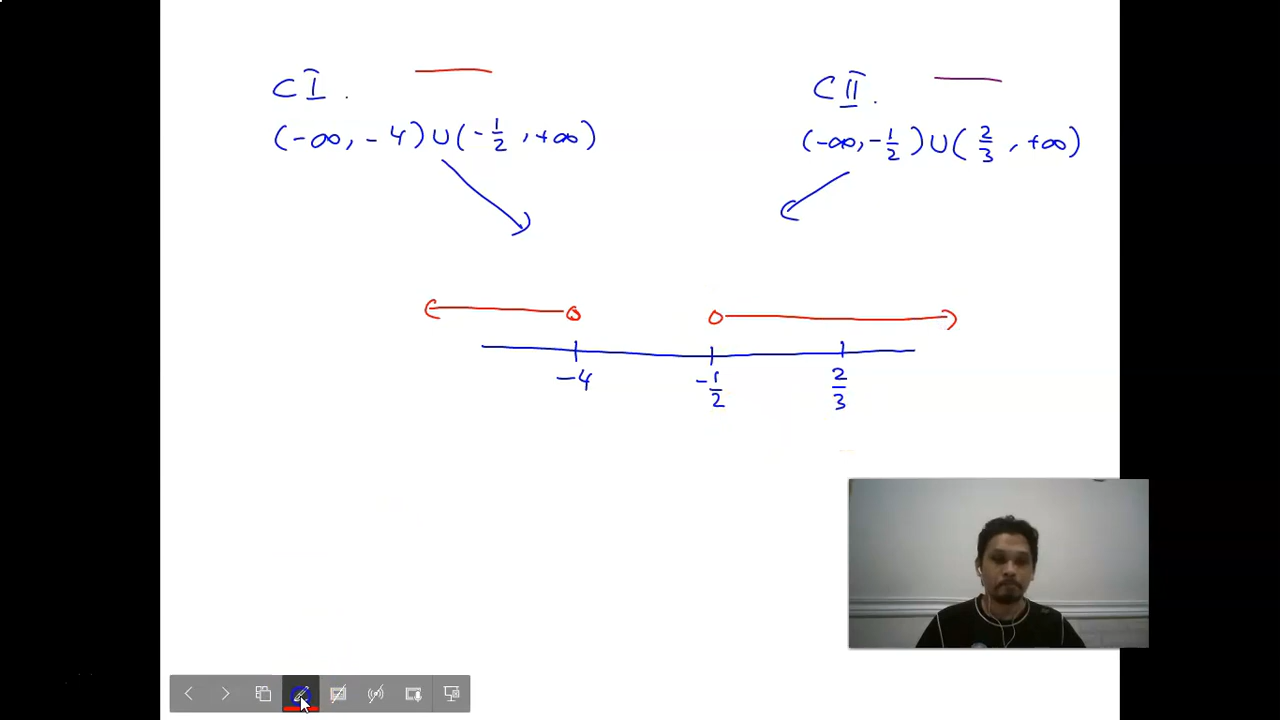 C I.
(-∞, -4) ∪ (-1/2, +∞)
C II.
(-∞, -1/2) ∪ (2/3, +∞)
-4
-1/2
2/3